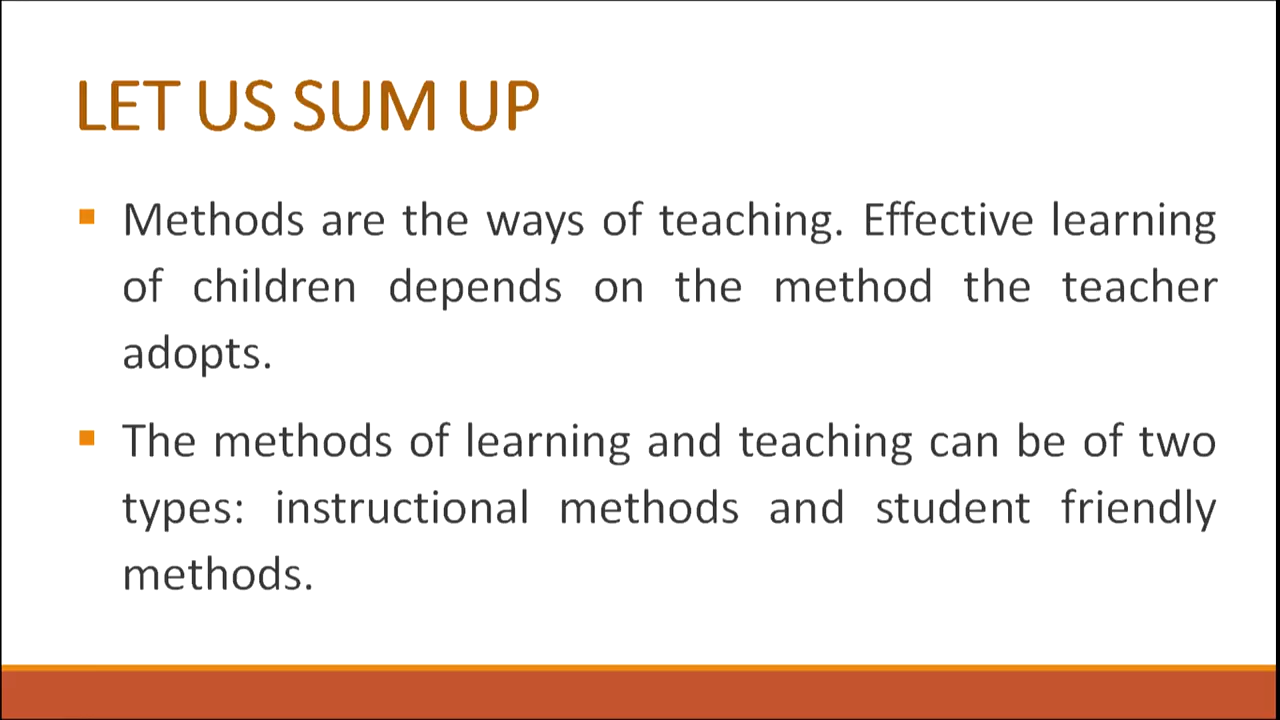 LET US SUM UP
Methods are the ways of teaching. Effective learning
of children depends on the method the teacher
adopts.
The methods of learning and teaching can be of two
types: instructional methods and student friendly
methods.